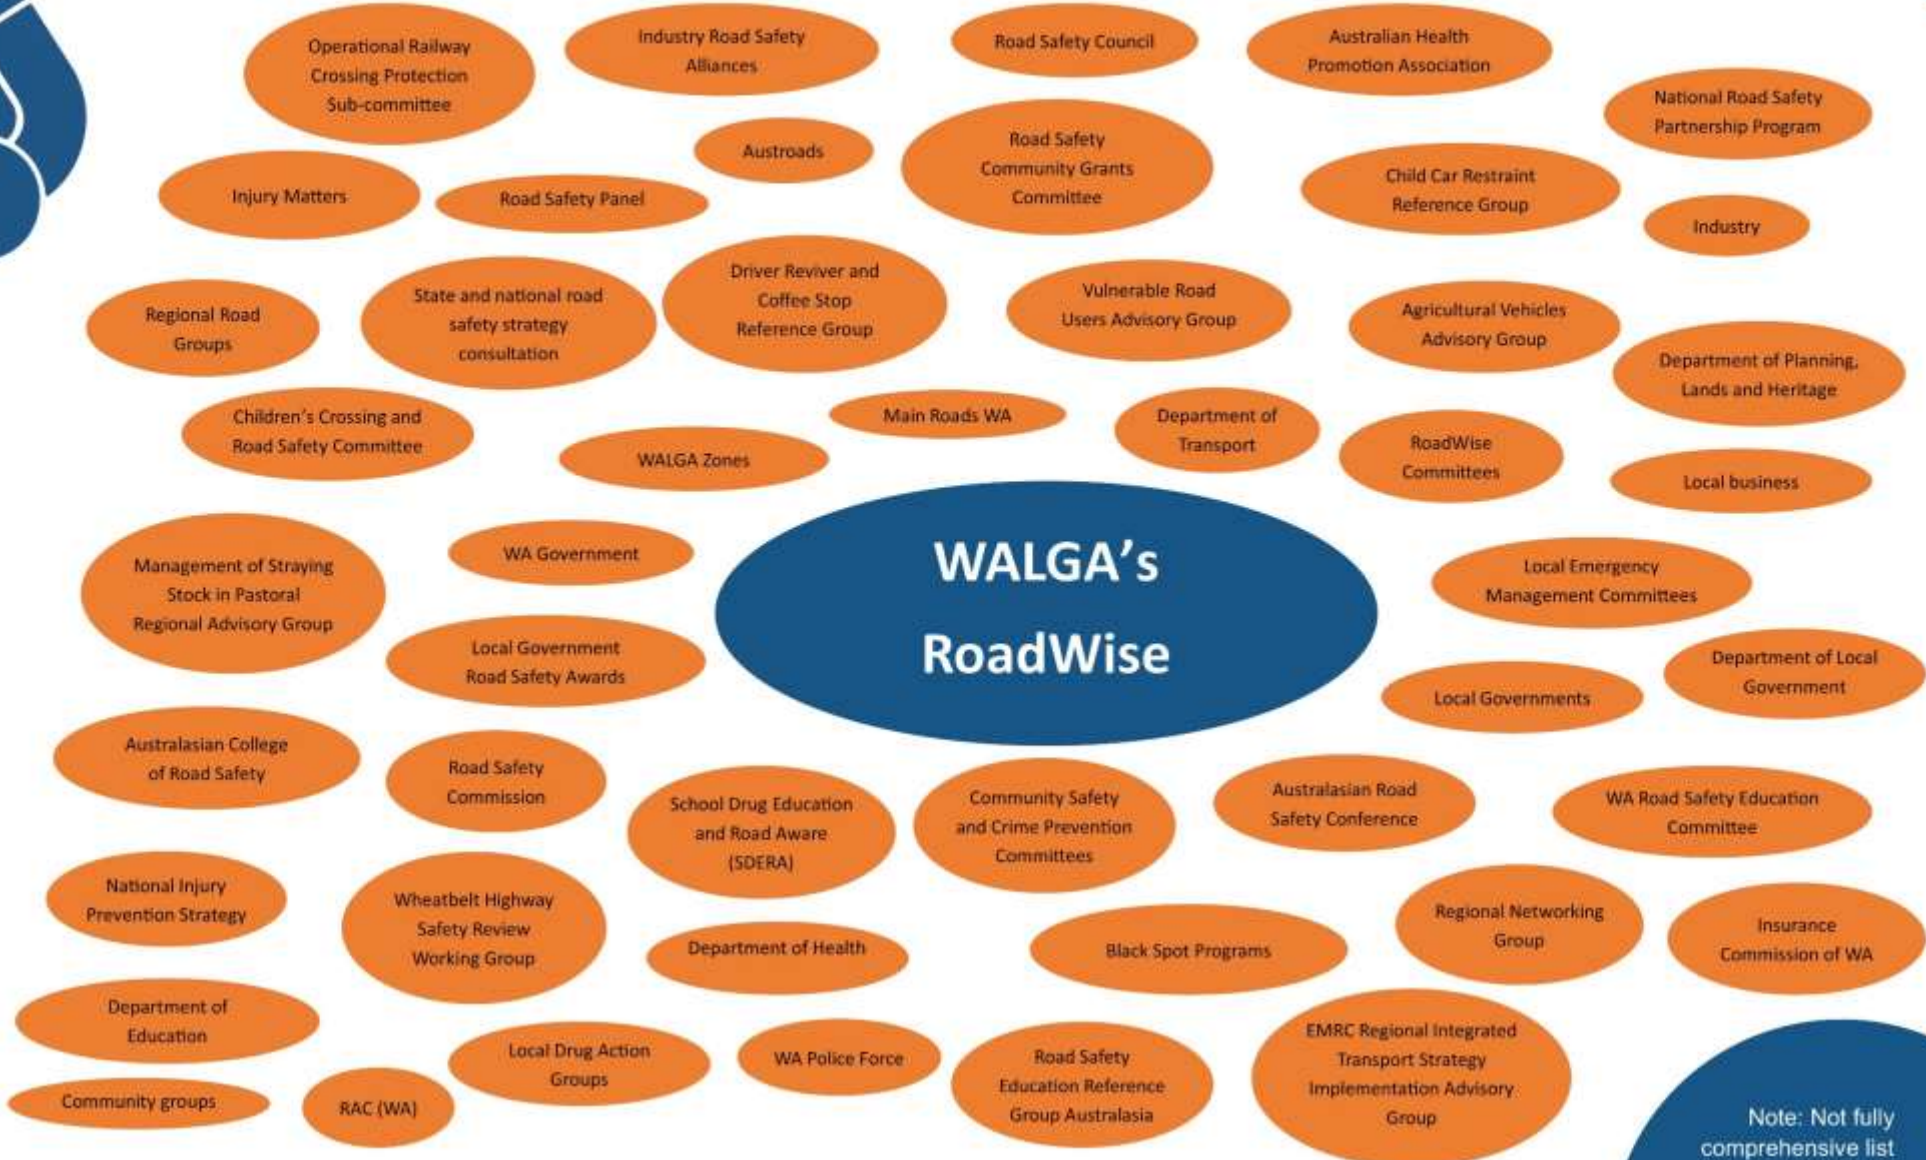 Operational Railway
Crossing Protection
Sub-committee
Industry Road Safety
Alliances
Road Safety Council
Australian Health
Promotion Association
National Road Safety
Partnership Program
Austroads
Road Safety
Community Grants
Committee
Child Car Restraint
Reference Group
Injury Matters
Road Safety Panel
Industry
Regional Road
Groups
State and national road
safety strategy
consultation
Driver Reviver and
Coffee Stop
Reference Group
Vulnerable Road
Users Advisory Group
Agricultural Vehicles
Advisory Group
Department of Planning,
Lands and Heritage
Children's Crossing and
Road Safety Committee
WALGA Zones
Main Roads WA
Department of
Transport
RoadWise
Committees
Local business
Management of Straying
Stock in Pastoral
Regional Advisory Group
WA Government
WALGA's
RoadWise
Local Emergency
Management Committees
Local Government
Road Safety Awards
Local Governments
Department of Local
Government
Australasian College
of Road Safety
Road Safety
Commission
School Drug Education
and Road Aware
(SDERA)
Community Safety
and Crime Prevention
Committees
Australasian Road
Safety Conference
WA Road Safety Education
Committee
National Injury
Prevention Strategy
Wheatbelt Highway
Safety Review
Working Group
Department of Health
Black Spot Programs
Regional Networking
Group
Insurance
Commission of WA
Department of
Education
Local Drug Action
Groups
WA Police Force
Road Safety
Education Reference
Group Australasia
EMRC Regional Integrated
Transport Strategy
Implementation Advisory
Group
Community groups
RAC (WA)
Note: Not fully
comprehensive list